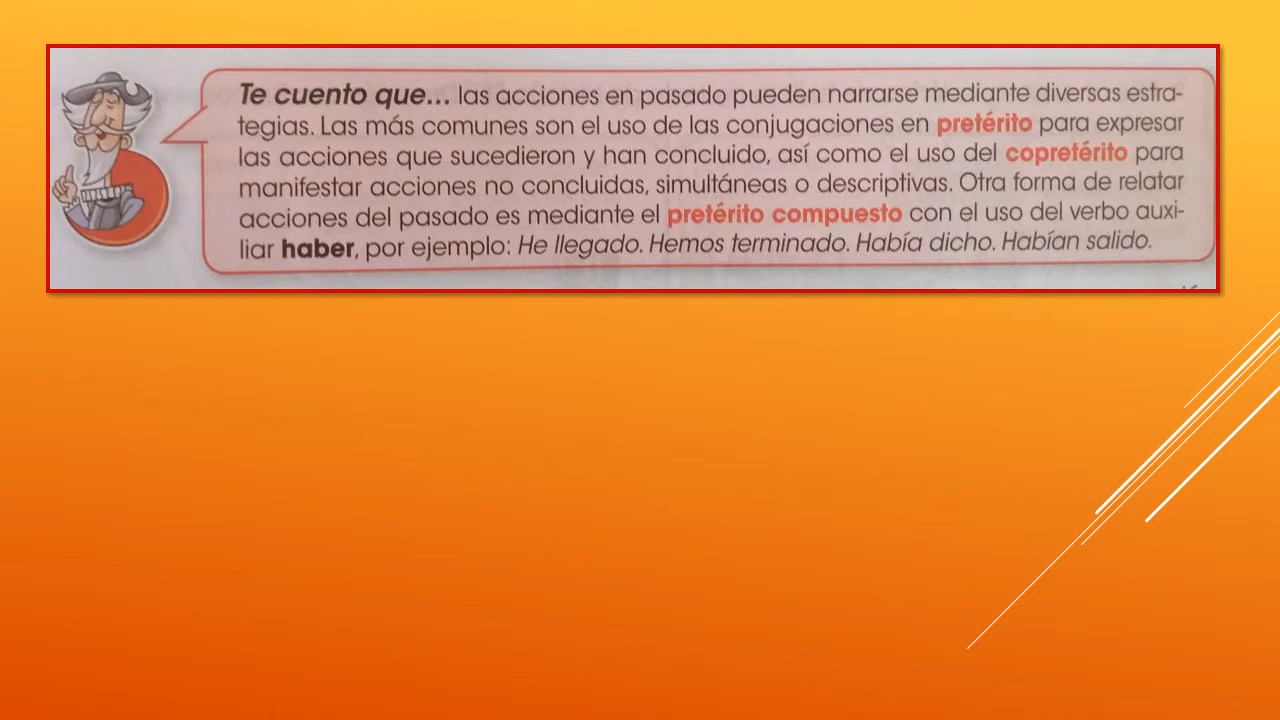 Te cuento que... las acciones en pasado pueden narrarse mediante diversas estra-
tegias. Las más comunes son el uso de las conjugaciones en pretérito para expresar
las acciones que sucedieron y han concluido, así como el uso del copretérito para
manifestar acciones no concluidas, simultáneas o descriptivas. Otra forma de relatar
acciones del pasado es mediante el pretérito compuesto con el uso del verbo auxi-
liar haber, por ejemplo: He llegado. Hemos terminado. Había dicho. Habían salido.